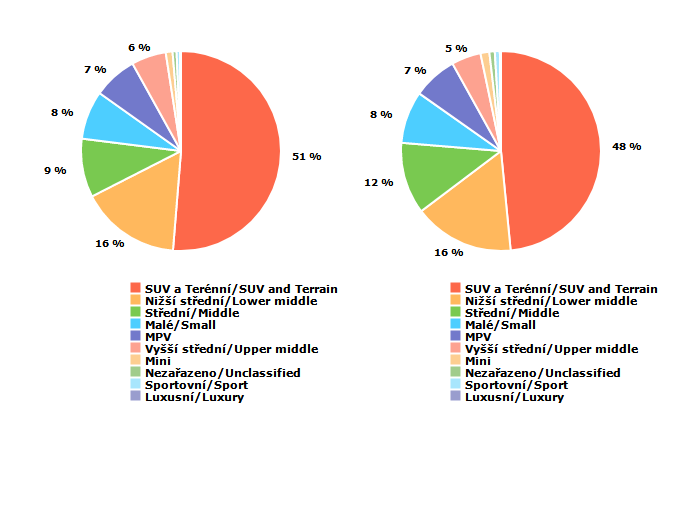 6 %
7 %
8 %
9 %
16 %
51 %
SUV a Terénní/SUV and Terrain
Nižší střední/Lower middle
Střední/Middle
Malé/Small
MPV
Vyšší střední/Upper middle
Mini
Nezařazeno/Unclassified
Sportovní/Sport
Luxusní/Luxury
5 %
7 %
8 %
12 %
16 %
48 %
SUV a Terénní/SUV and Terrain
Nižší střední/Lower middle
Střední/Middle
Malé/Small
MPV
Vyšší střední/Upper middle
Mini
Nezařazeno/Unclassified
Sportovní/Sport
Luxusní/Luxury